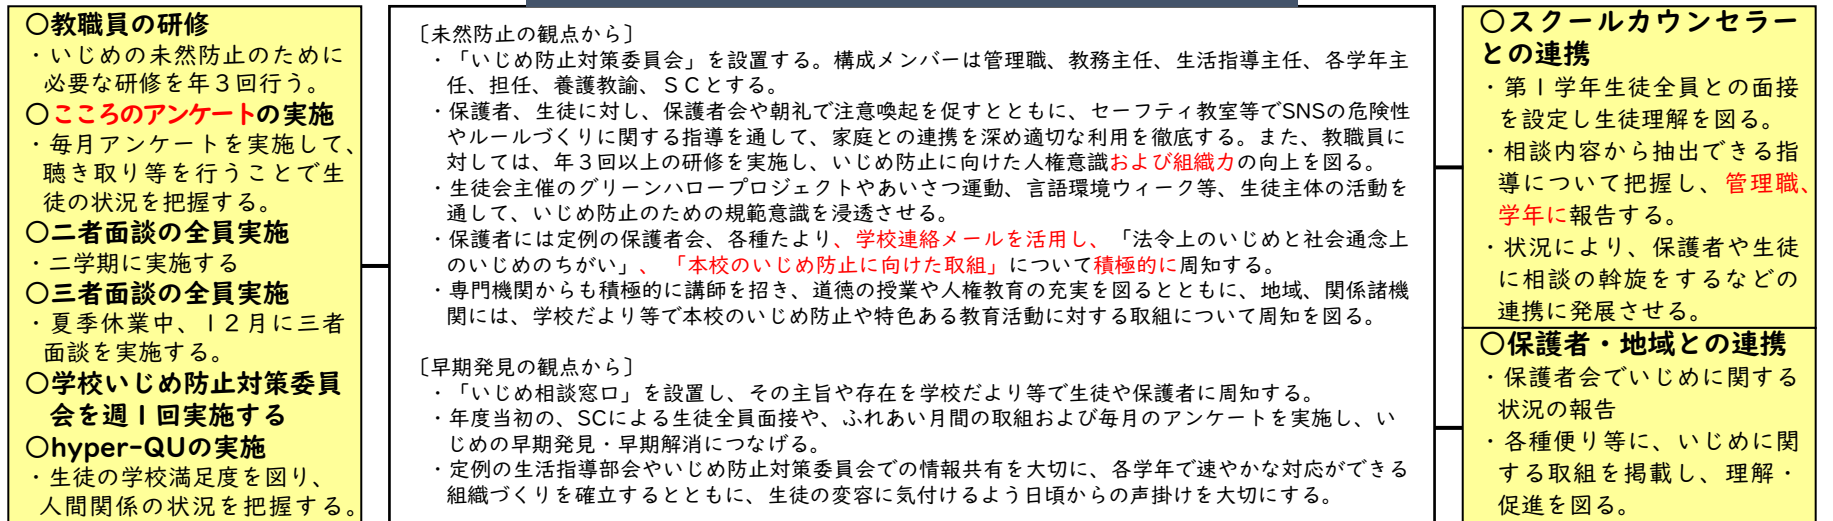 〇教職員の研修
・いじめの未然防止のために
必要な研修を年３回行う。
〇こころのアンケートの実施
・毎月アンケートを実施して、
聴き取り等を行うことで生
徒の状況を把握する。
〇二者面談の全員実施
・二学期に実施する
〇三者面談の全員実施
・夏季休業中、１２月に三者
面談を実施する。
〇学校いじめ防止対策委員
会を週１回実施する
〇hyper-QUの実施
・生徒の学校満足度を図り、
人間関係の状況を把握する。
〔未然防止の観点から〕
・「いじめ防止対策委員会」を設置する。構成メンバーは管理職、教務主任、生活指導主任、各学年主
任、担任、養護教諭、ＳＣとする。
・保護者、生徒に対し、保護者会や朝礼で注意喚起を促すとともに、セーフティ教室等でSNSの危険性
やルールづくりに関する指導を通して、家庭との連携を深め適切な利用を徹底する。また、教職員に
対しては、年３回以上の研修を実施し、いじめ防止に向けた人権意識および組織力の向上を図る。
・生徒会主催のグリーンハロープロジェクトやあいさつ運動、言語環境ウィーク等、生徒主体の活動を
通して、いじめ防止のための規範意識を浸透させる。
・保護者には定例の保護者会、各種たより、学校連絡メールを活用し、「法令上のいじめと社会通念上
のいじめのちがい」、「本校のいじめ防止に向けた取組」について積極的に周知する。
・専門機関からも積極的に講師を招き、道徳の授業や人権教育の充実を図るとともに、地域、関係諸機
関には、学校だより等で本校のいじめ防止や特色ある教育活動に対する取組について周知を図る。
〔早期発見の観点から〕
・「いじめ相談窓口」を設置し、その主旨や存在を学校だより等で生徒や保護者に周知する。
・年度当初の、SCによる生徒全員面接や、ふれあい月間の取組および毎月のアンケートを実施し、い
じめの早期発見・早期解消につなげる。
・定例の生活指導部会やいじめ防止対策委員会での情報共有を大切に、各学年で速やかな対応ができる
組織づくりを確立するとともに、生徒の変容に気付けるよう日頃からの声掛けを大切にする。
〇スクールカウンセラー
との連携
・第１学年生徒全員との面接
を設定し生徒理解を図る。
・相談内容から抽出できる指
導について把握し、管理職、
学年に報告する。
・状況により、保護者や生徒
に相談の斡旋をするなどの
連携に発展させる。
〇保護者・地域との連携
・保護者会でいじめに関する
状況の報告
・各種便り等に、いじめに関
する取組を掲載し、理解・
促進を図る。